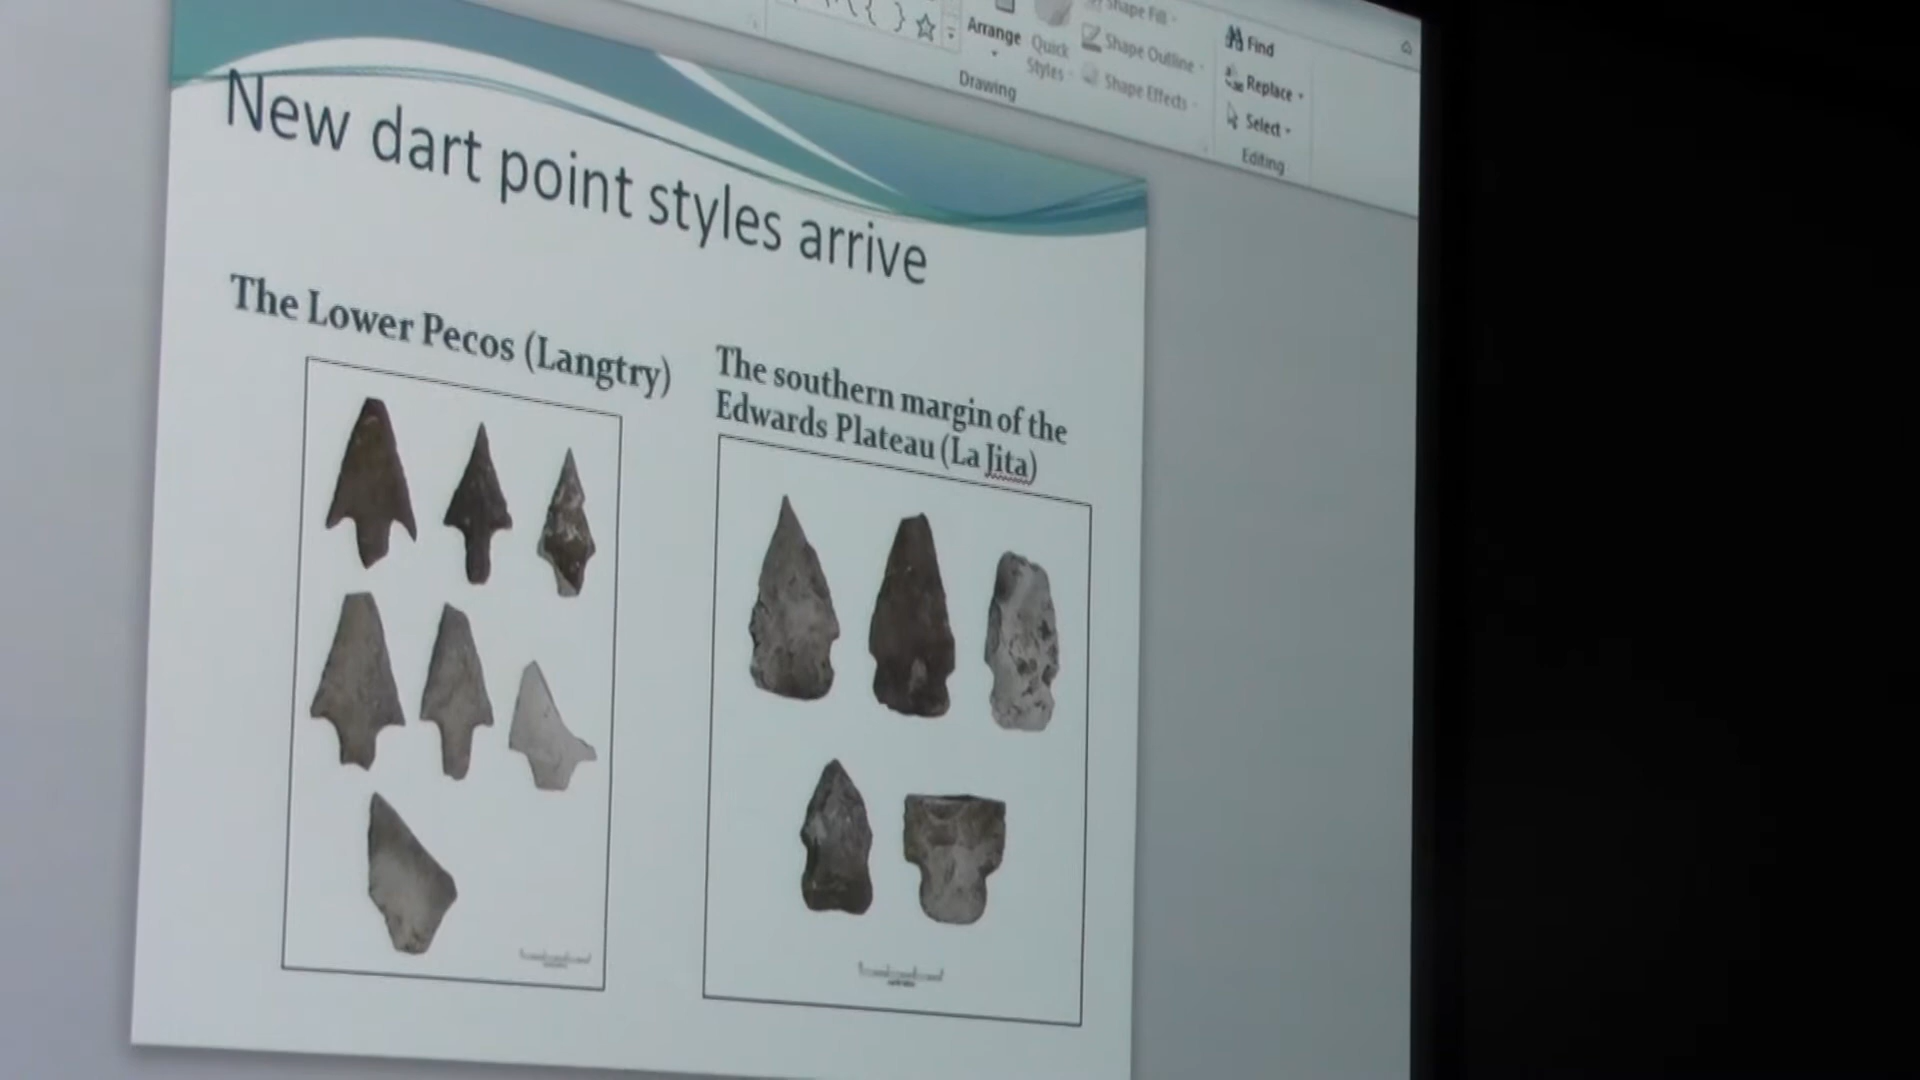 Shape Fill
Arrange
Quick
Styles
Shape Outline
Shape Effects
Drawing
Find
Replace
Select
Editing
New dart point styles arrive
The Lower Pecos (Langtry)
The southern margin of the
Edwards Plateau (La Jita)